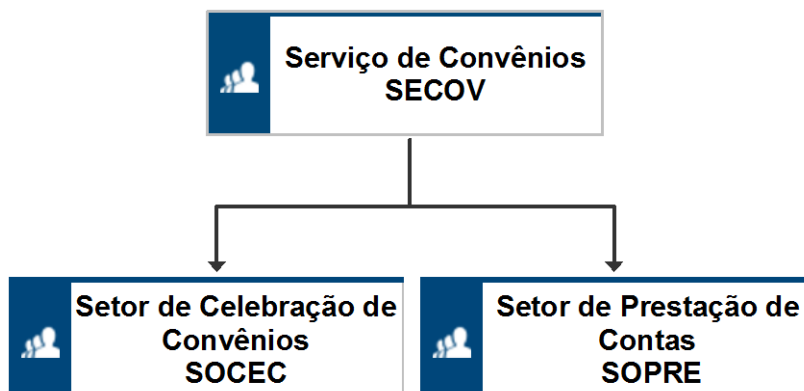 Serviço de Convênios
SECOV
Setor de Celebração de
Convênios
SOCEC
Setor de Prestação de
Contas
SOPRE